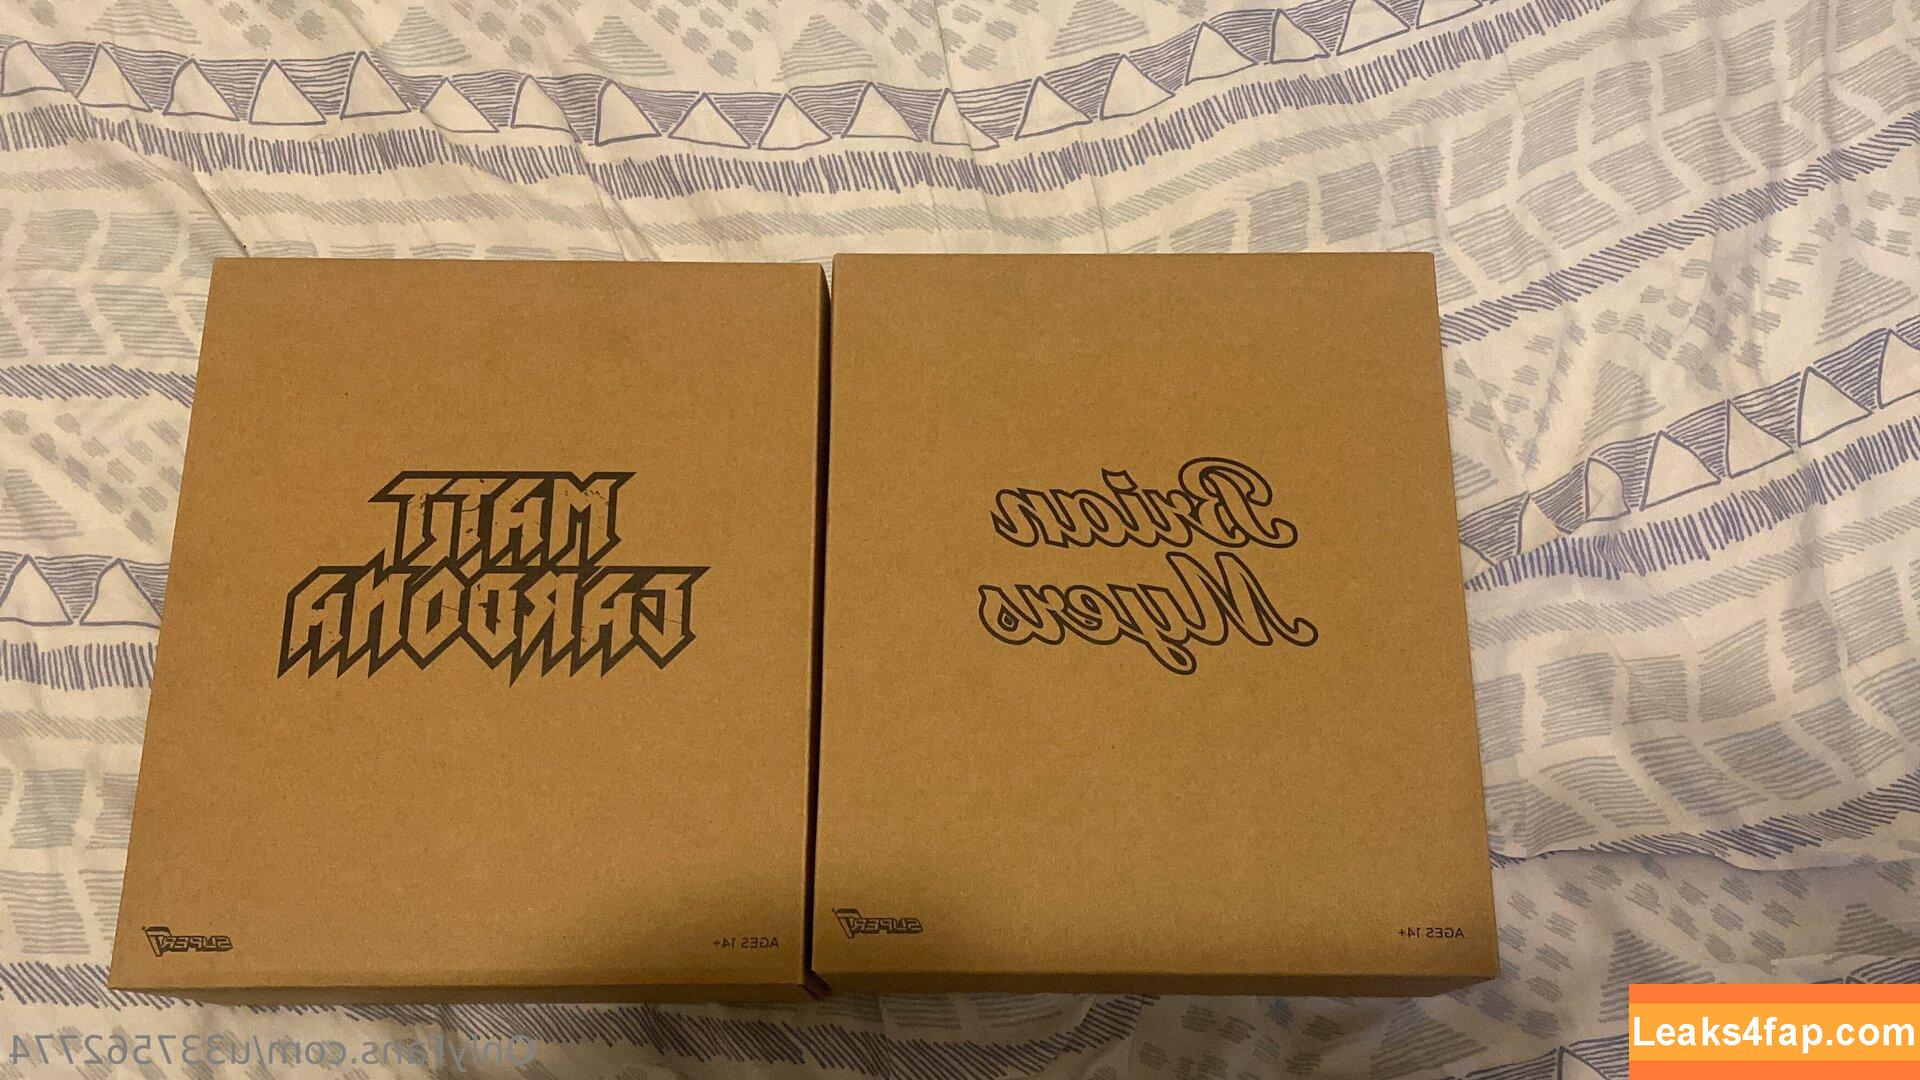 MATT
CARDONA
Brian
Myers
AGES 14+
SUPER7
AGES 14+
SUPER7
OnlyFans.com/u337562774
Leaks4fap.com